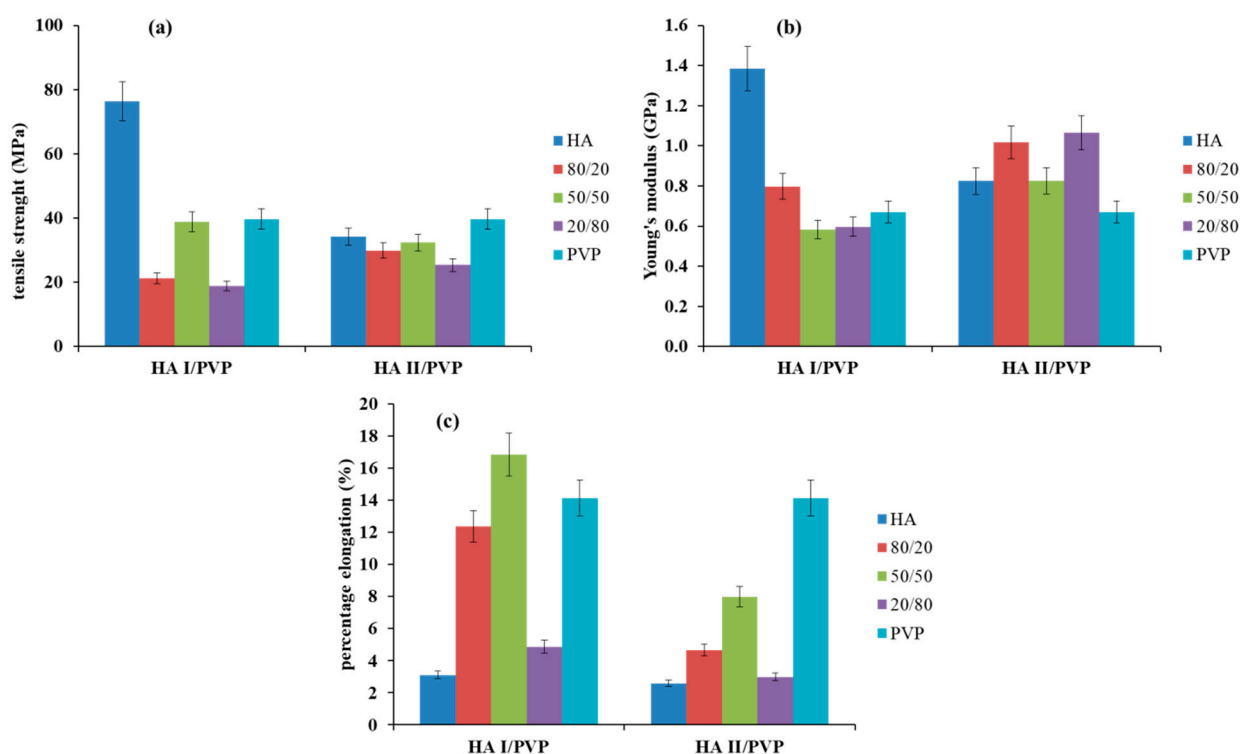 (a)
tensile strenght (MPa)
100
80
60
40
20
0
HA I/PVP
HA II/PVP
HA
80/20
50/50
20/80
PVP
(b)
Young's modulus (GPa)
1.6
1.4
1.2
1.0
0.8
0.6
0.4
0.2
0.0
HA I/PVP
HA II/PVP
HA
80/20
50/50
20/80
PVP
(c)
percentage elongation (%)
20
18
16
14
12
10
8
6
4
2
0
HA I/PVP
HA II/PVP
HA
80/20
50/50
20/80
PVP